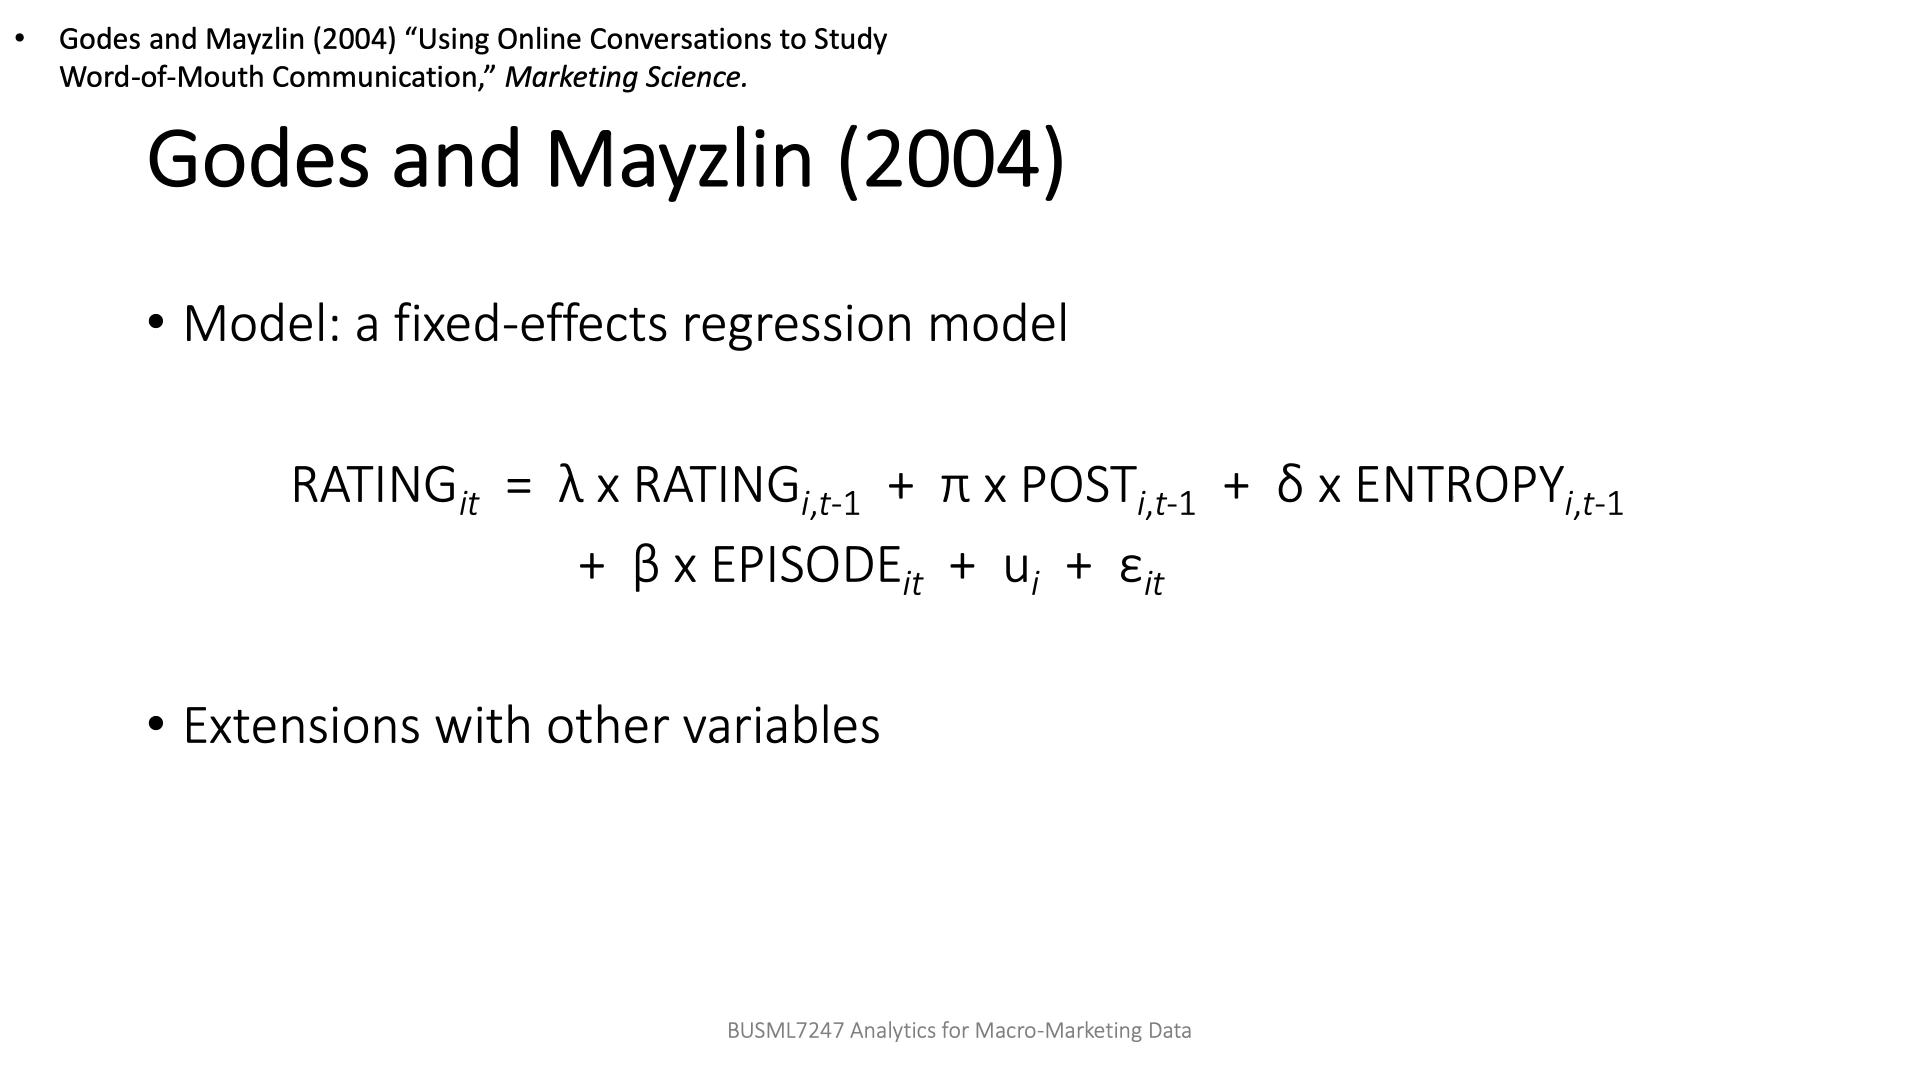 • Godes and Mayzlin (2004) “Using Online Conversations to Study
Word-of-Mouth Communication,” Marketing Science.
Godes and Mayzlin (2004)
• Model: a fixed-effects regression model
RATINGit = λ x RATINGi,t-1 + π x POSTi,t-1 + δ x ENTROPYi,t-1
+ β x EPISODEit + ui + εit
• Extensions with other variables
BUSML7247 Analytics for Macro-Marketing Data